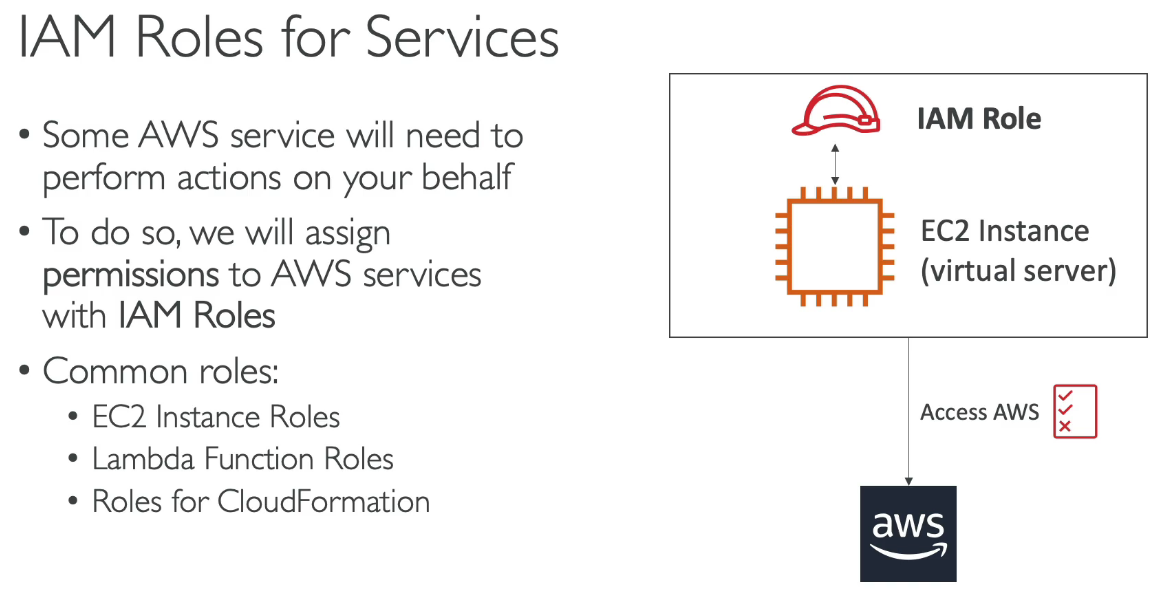 IAM Roles for Services
• Some AWS service will need to
perform actions on your behalf
• To do so, we will assign
permissions to AWS services
with IAM Roles
• Common roles:
• EC2 Instance Roles
• Lambda Function Roles
• Roles for CloudFormation
IAM Role
EC2 Instance
(virtual server)
Access AWS
aws